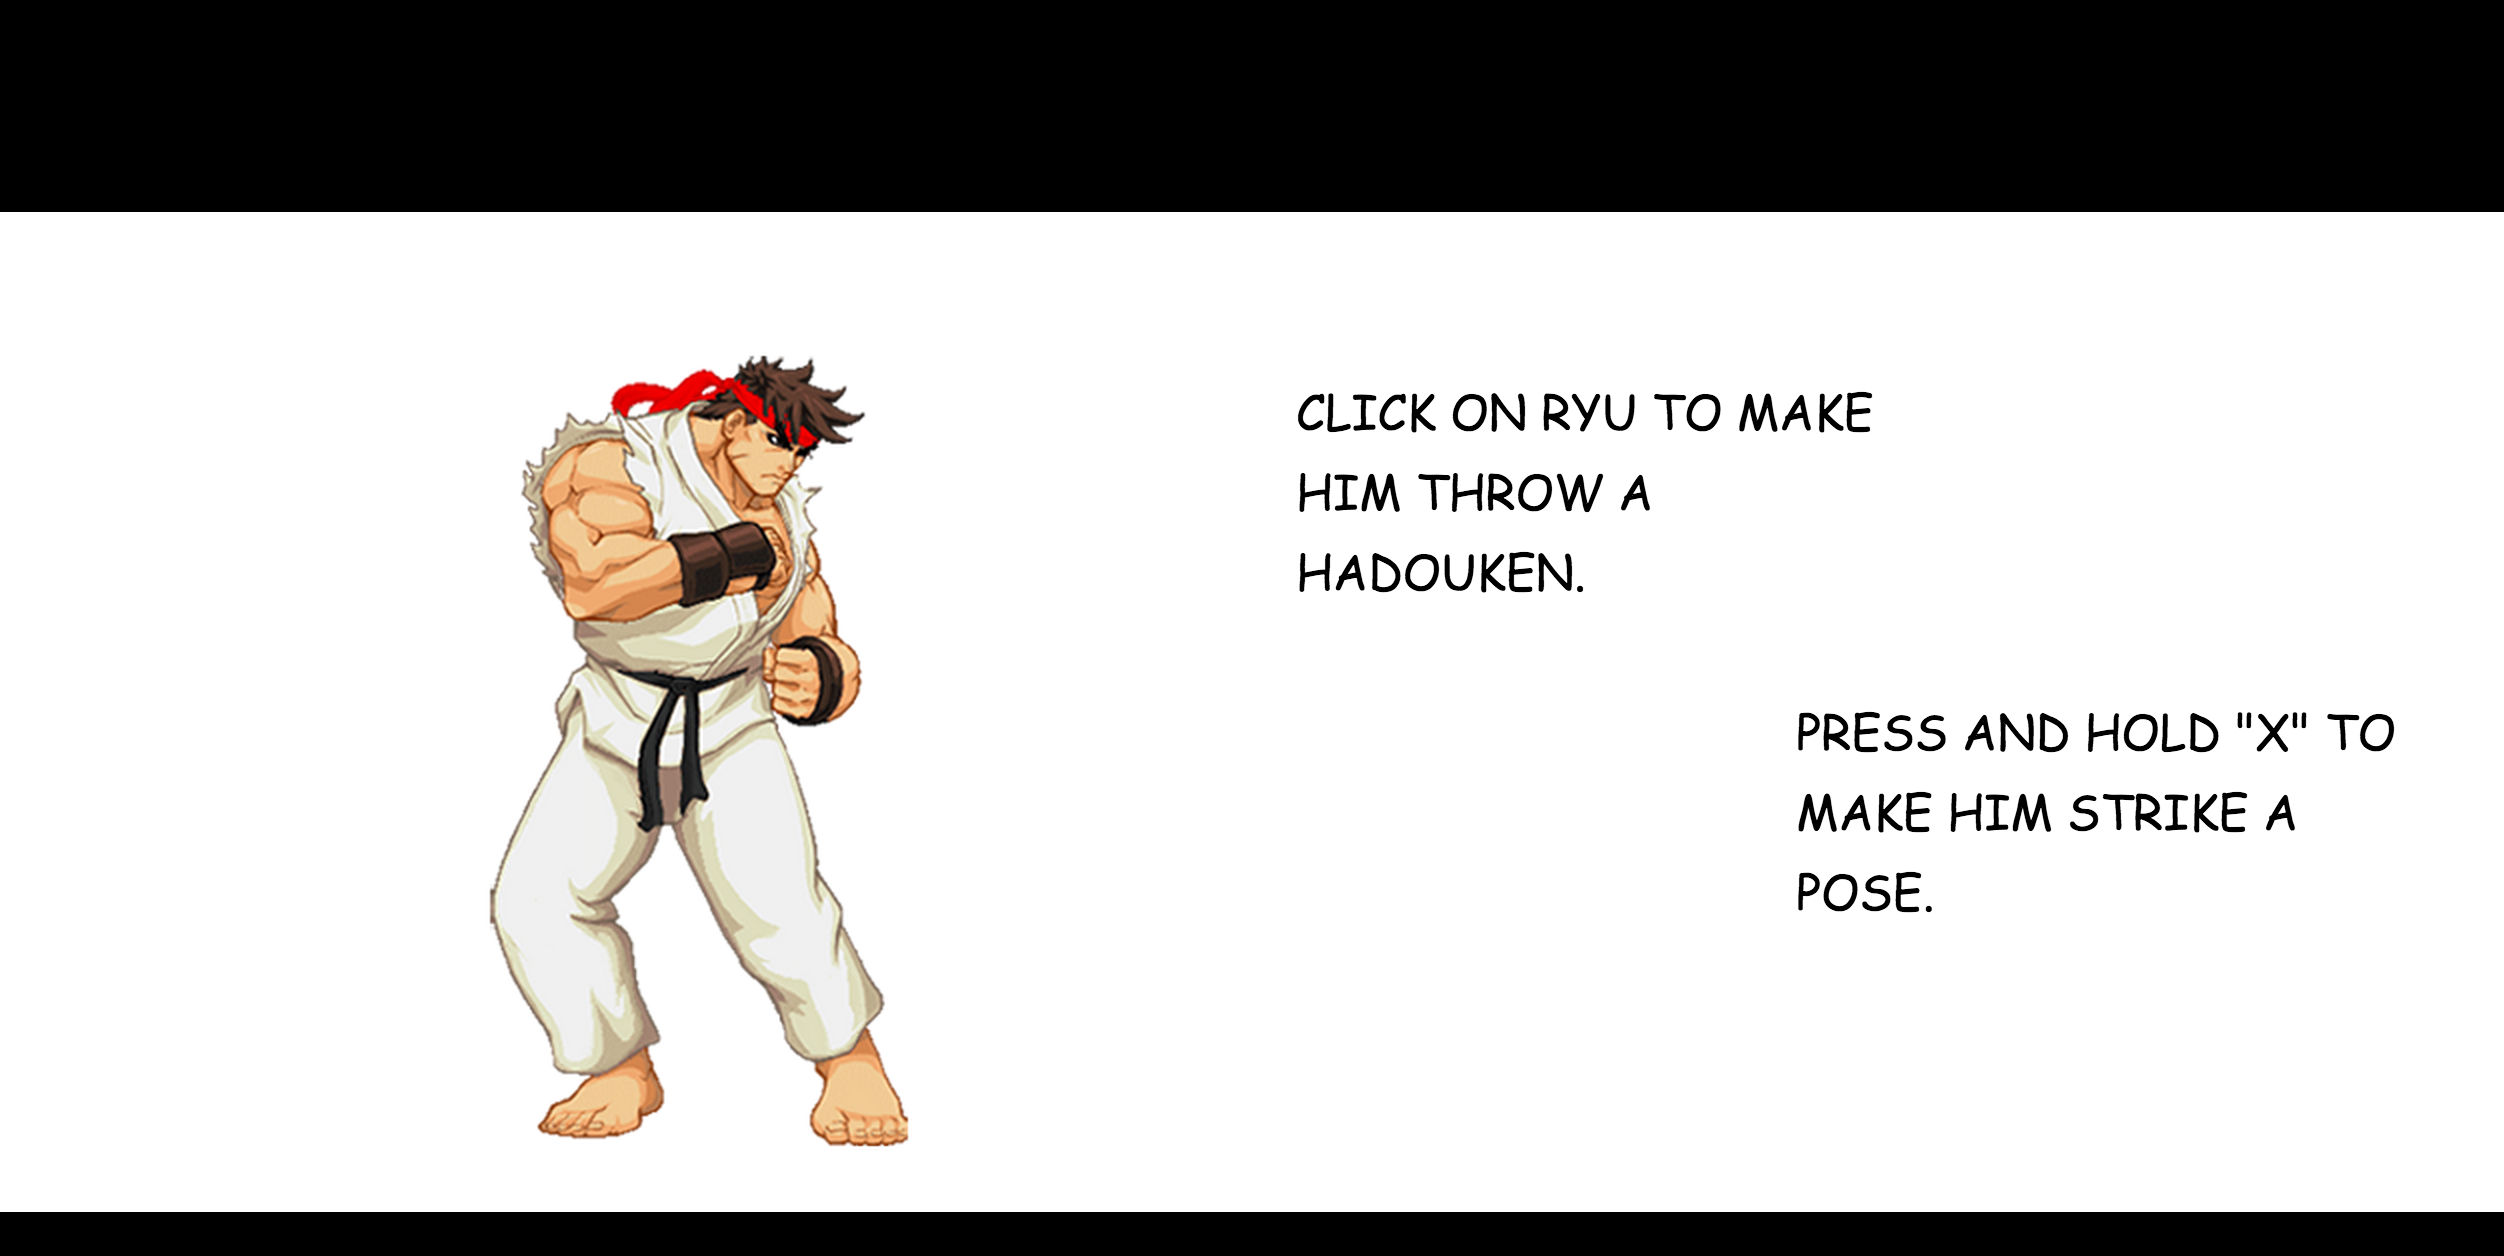 CLICK ON RYU TO MAKE
HIM THROW A
HADOUKEN.
PRESS AND HOLD "X" TO
MAKE HIM STRIKE A
POSE.